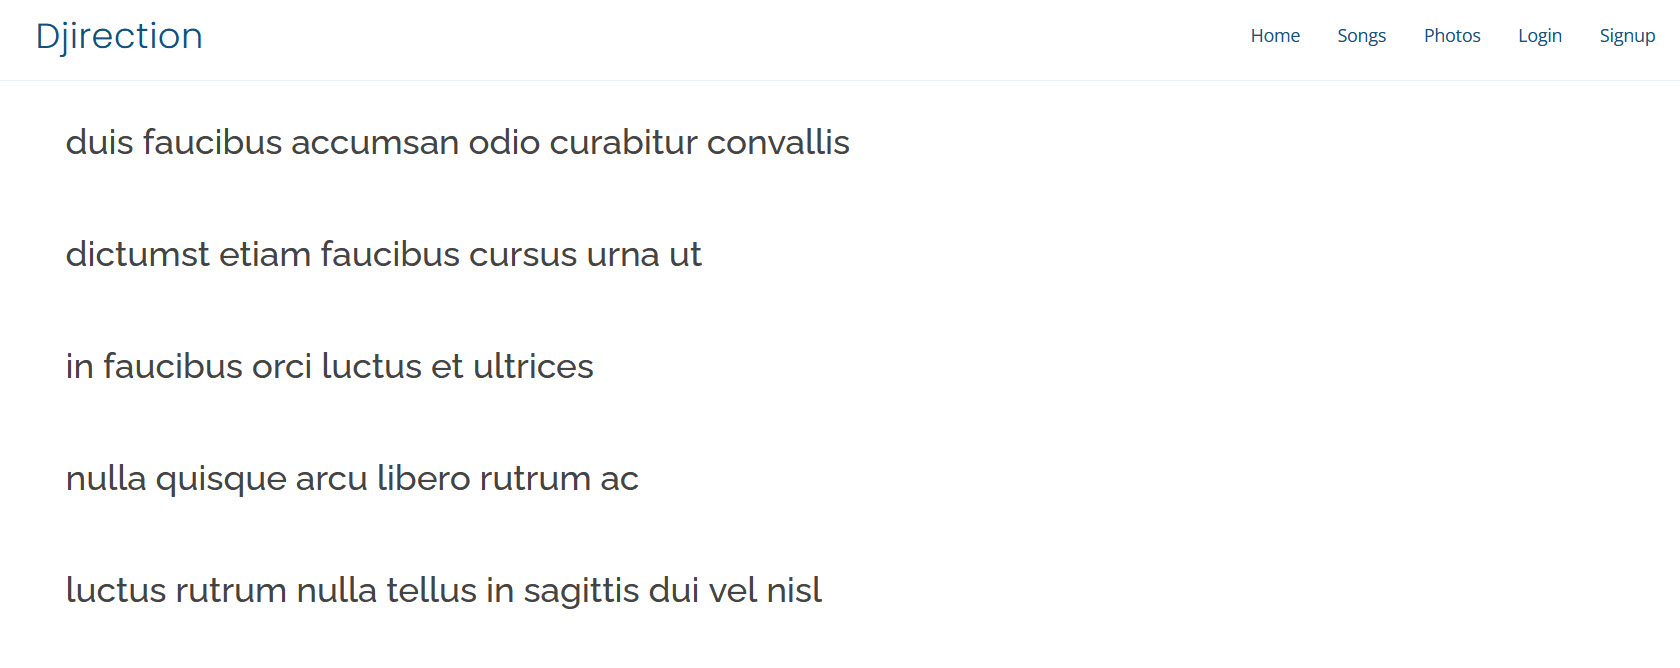 Djirection
Home Songs Photos Login Signup
duis faucibus accumsan odio curabitur convallis
dictumst etiam faucibus cursus urna ut
in faucibus orci luctus et ultrices
nulla quisque arcu libero rutrum ac
luctus rutrum nulla tellus in sagittis dui vel nisl